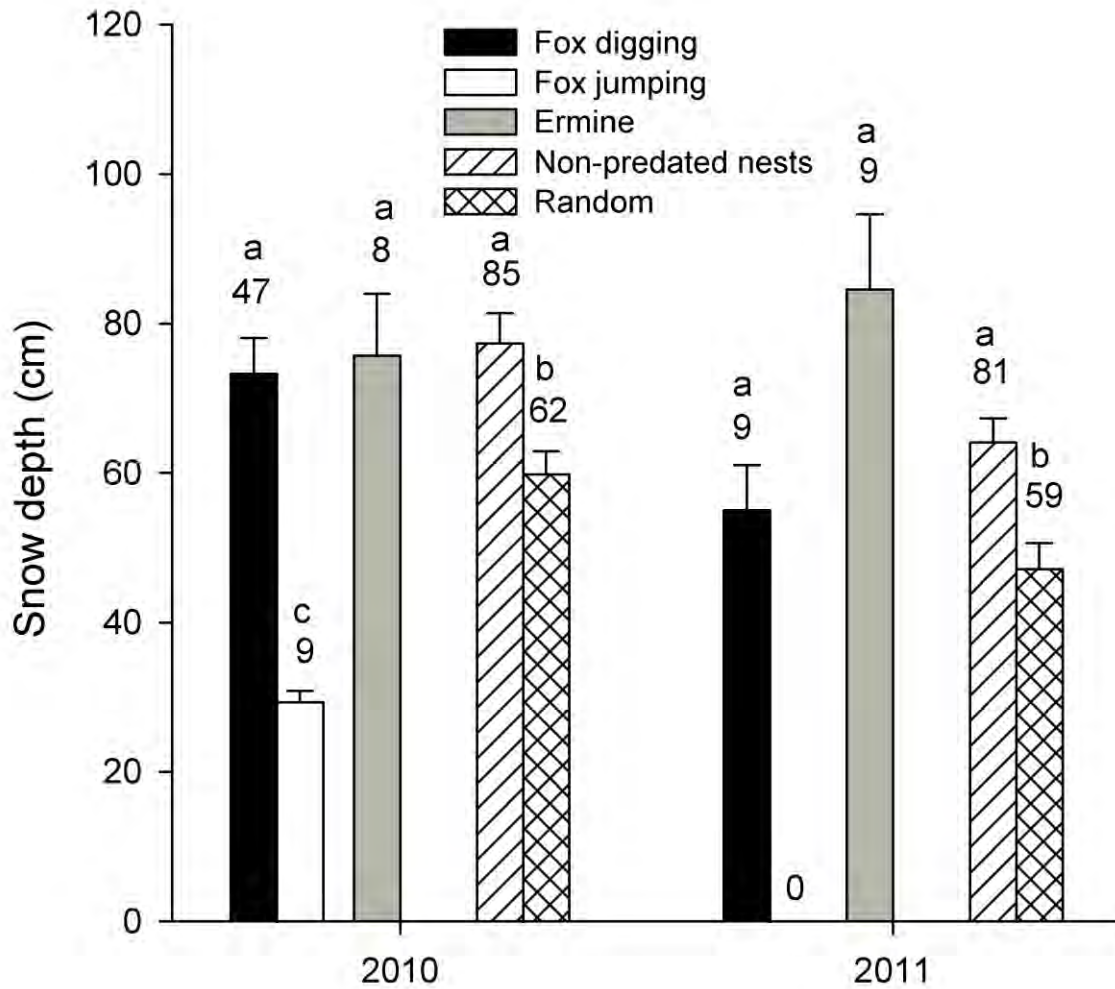 120
100
80
60
40
20
0
Snow depth (cm)
Fox digging
Fox jumping
Ermine
Non-predated nests
Random
a
47
c
9
a
8
a
85
b
62
a
9
0
a
9
a
81
b
59
2010
2011